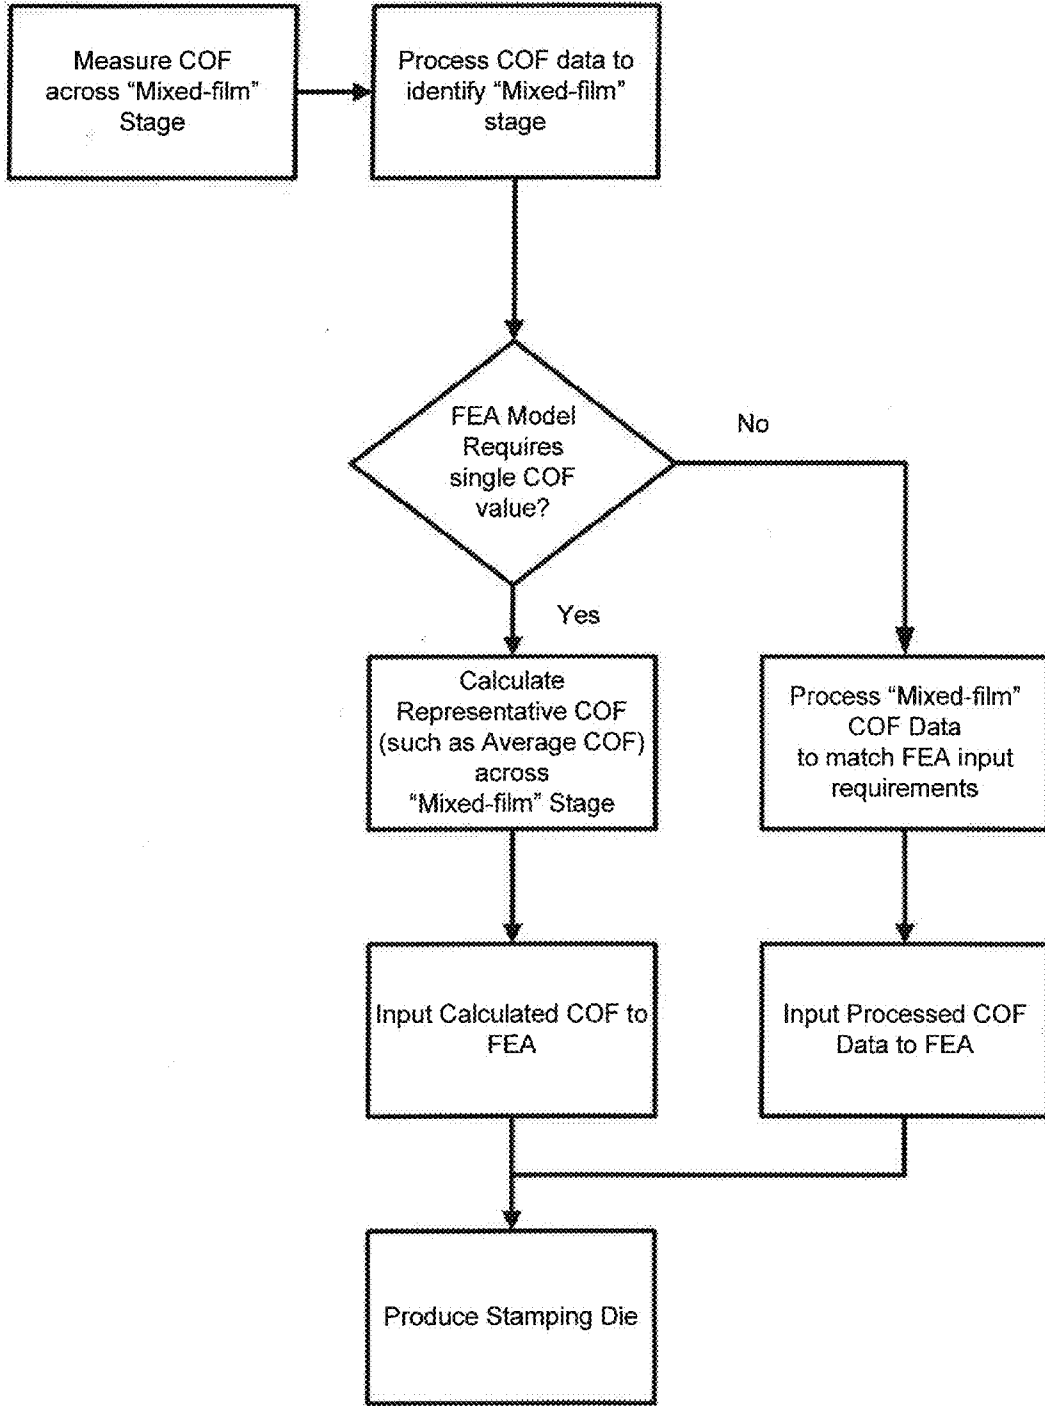 Measure COF
across “Mixed-film”
Stage
Process COF data to
identify “Mixed-film”
stage
FEA Model
Requires
single COF
value?
No
Yes
Calculate
Representative COF
(such as Average COF)
across
“Mixed-film” Stage
Process “Mixed-film”
COF Data
to match FEA input
requirements
Input Calculated COF to
FEA
Input Processed COF
Data to FEA
Produce Stamping Die